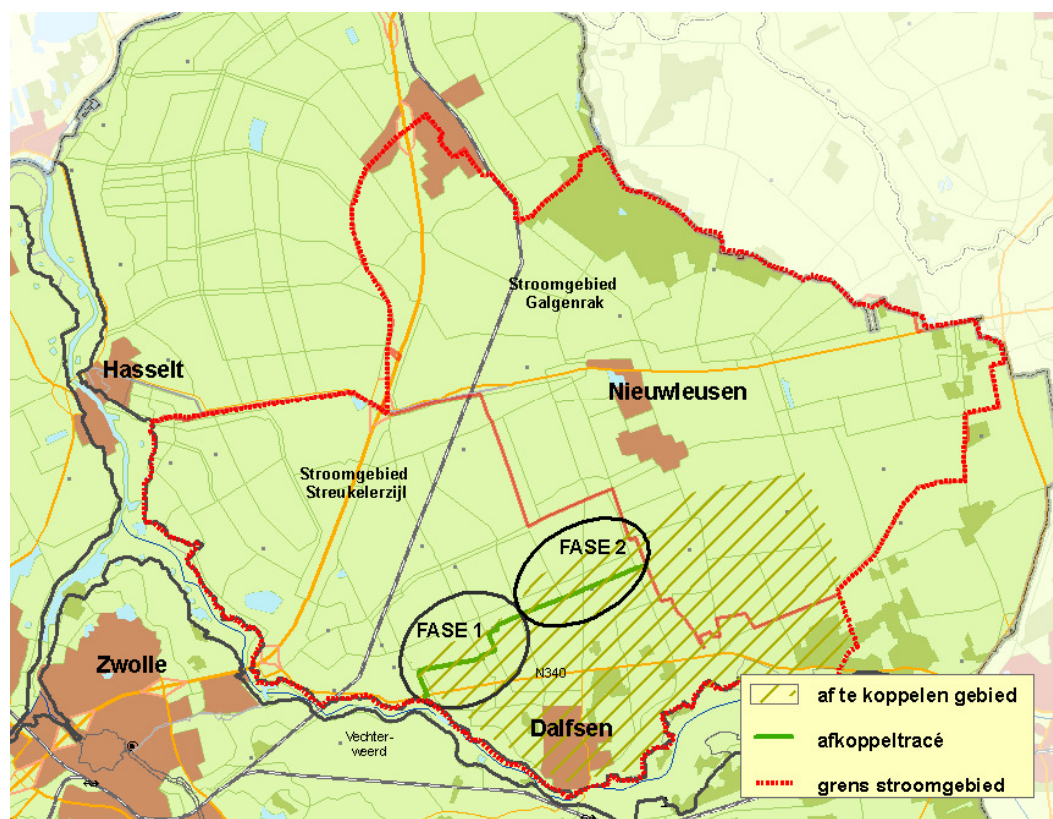 Stroomgebied
Galgenrak
Hasselt
Nieuwleusen
Stroomgebied
Streukelerzijl
FASE 2
FASE 1
Zwolle
N340
Dalfsen
Vechter-
weerd
af te koppelen gebied
afkoppeltracé
grens stroomgebied